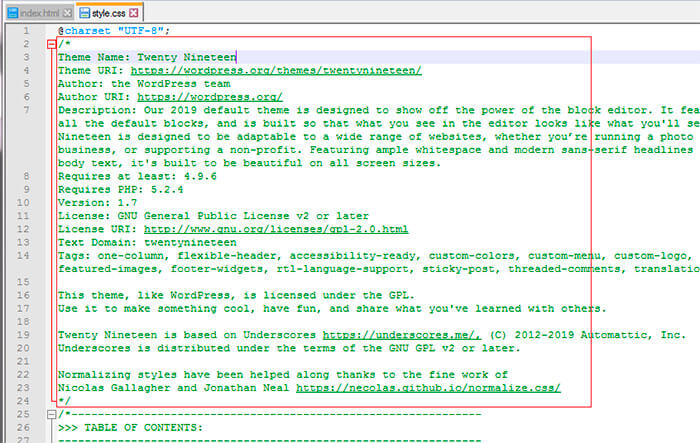 index.html style.css
1 @charset "UTF-8";
2 /*
3 Theme Name: Twenty Nineteen
4 Theme URI: https://wordpress.org/themes/twentynineteen/
5 Author: the WordPress team
6 Author URI: https://wordpress.org/
7 Description: Our 2019 default theme is designed to show off the power of the block editor. It fea
all the default blocks, and is built so that what you see in the editor looks like what you'll se
Nineteen is designed to be adaptable to a wide range of websites, whether you’re running a photo
business, or supporting a non-profit. Featuring ample whitespace and modern sans-serif headlines
body text, it's built to be beautiful on all screen sizes.
8 Requires at least: 4.9.6
9 Requires PHP: 5.2.4
10 Version: 1.7
11 License: GNU General Public License v2 or later
12 License URI: http://www.gnu.org/licenses/gpl-2.0.html
13 Text Domain: twentynineteen
14 Tags: one-column, flexible-header, accessibility-ready, custom-colors, custom-menu, custom-logo,
featured-images, footer-widgets, rtl-language-support, sticky-post, threaded-comments, translatio
15
16 This theme, like WordPress, is licensed under the GPL.
17 Use it to make something cool, have fun, and share what you've learned with others.
18
19 Twenty Nineteen is based on Underscores https://underscores.me/, (C) 2012-2019 Automattic, Inc.
20 Underscores is distributed under the terms of the GNU GPL v2 or later.
21
22 Normalizing styles have been helped along thanks to the fine work of
23 Nicolas Gallagher and Jonathan Neal https://necolas.github.io/normalize.css/
24 */
25 /*--------------------------------------------------------------
26 >>> TABLE OF CONTENTS:
27 ----------------------------------------------------------------